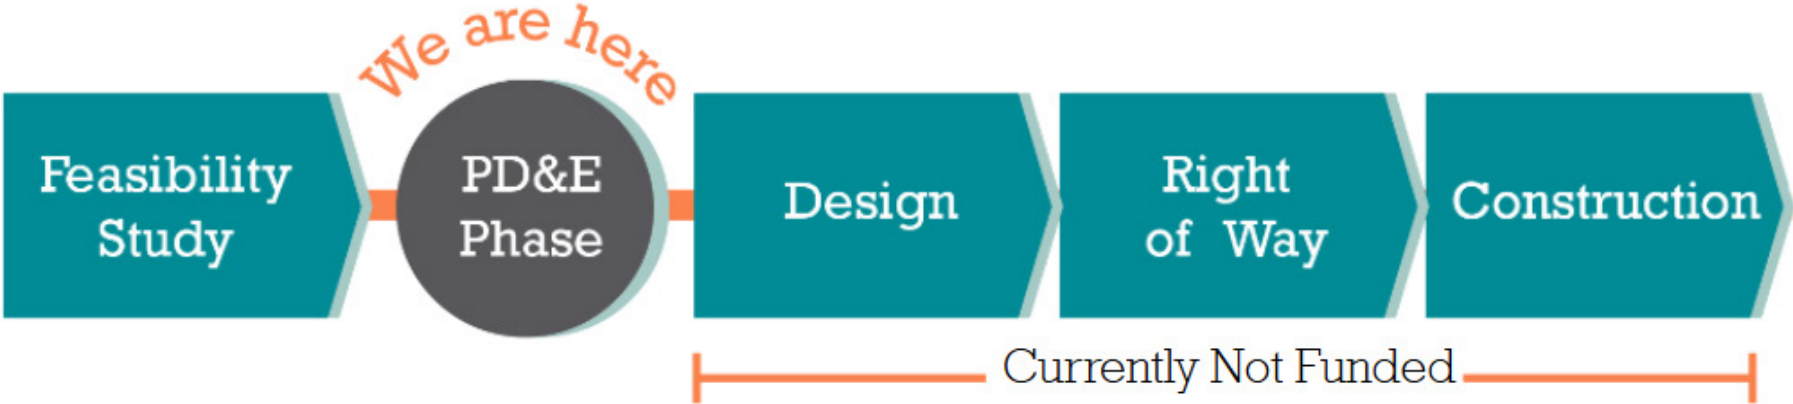 We are here
Feasibility
Study
PD&E
Phase
Design
Right
of Way
Construction
Currently Not Funded